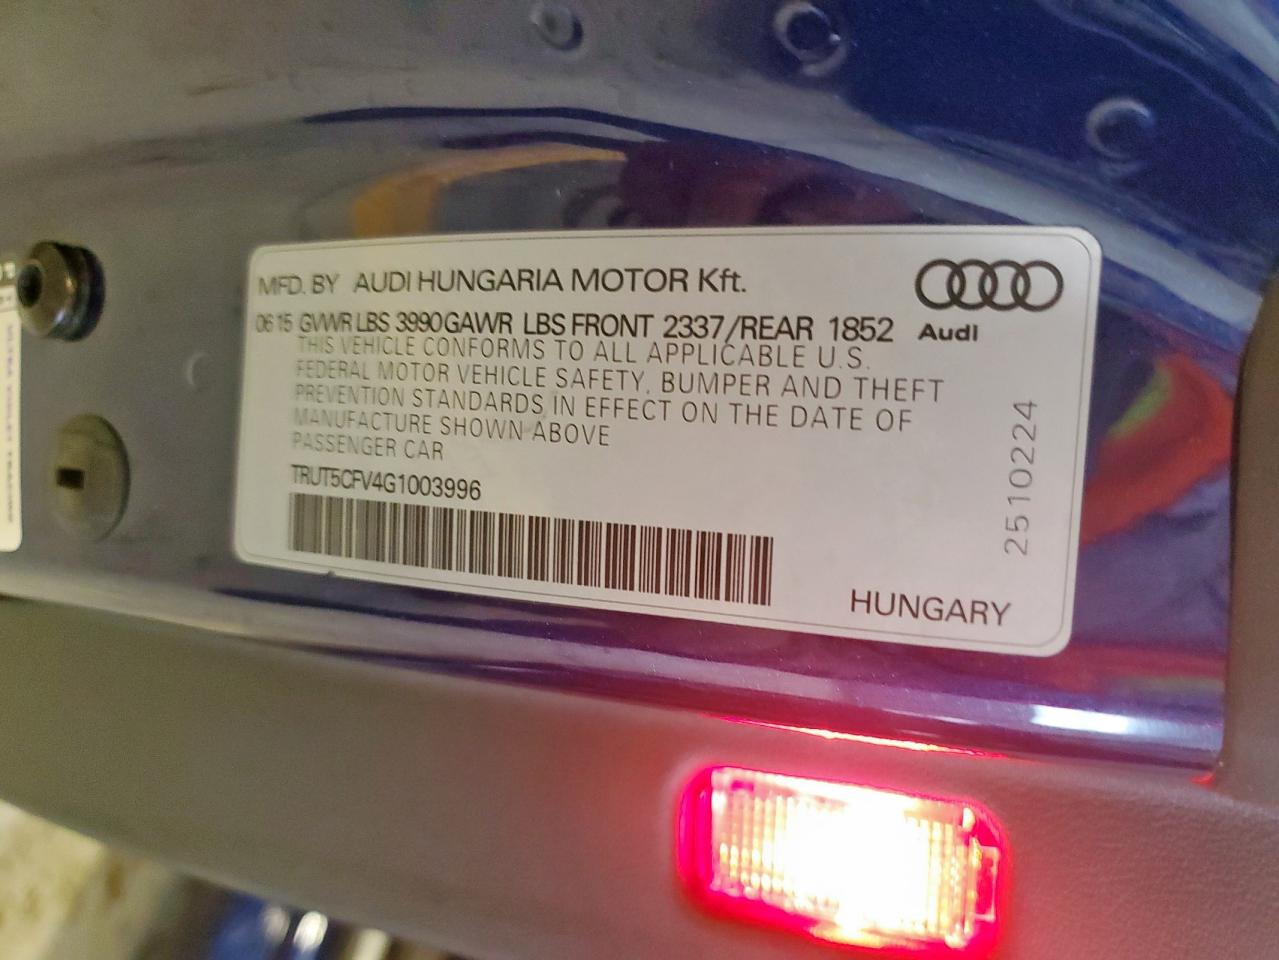 MFD. BY AUDI HUNGARIA MOTOR Kft.
06 15 GVWR LBS 3990 GAWR LBS FRONT 2337/REAR 1852
Audi
THIS VEHICLE CONFORMS TO ALL APPLICABLE U.S.
FEDERAL MOTOR VEHICLE SAFETY, BUMPER AND THEFT
PREVENTION STANDARDS IN EFFECT ON THE DATE OF
MANUFACTURE SHOWN ABOVE
PASSENGER CAR
TRUT5CFV4G1003996
2510224
HUNGARY